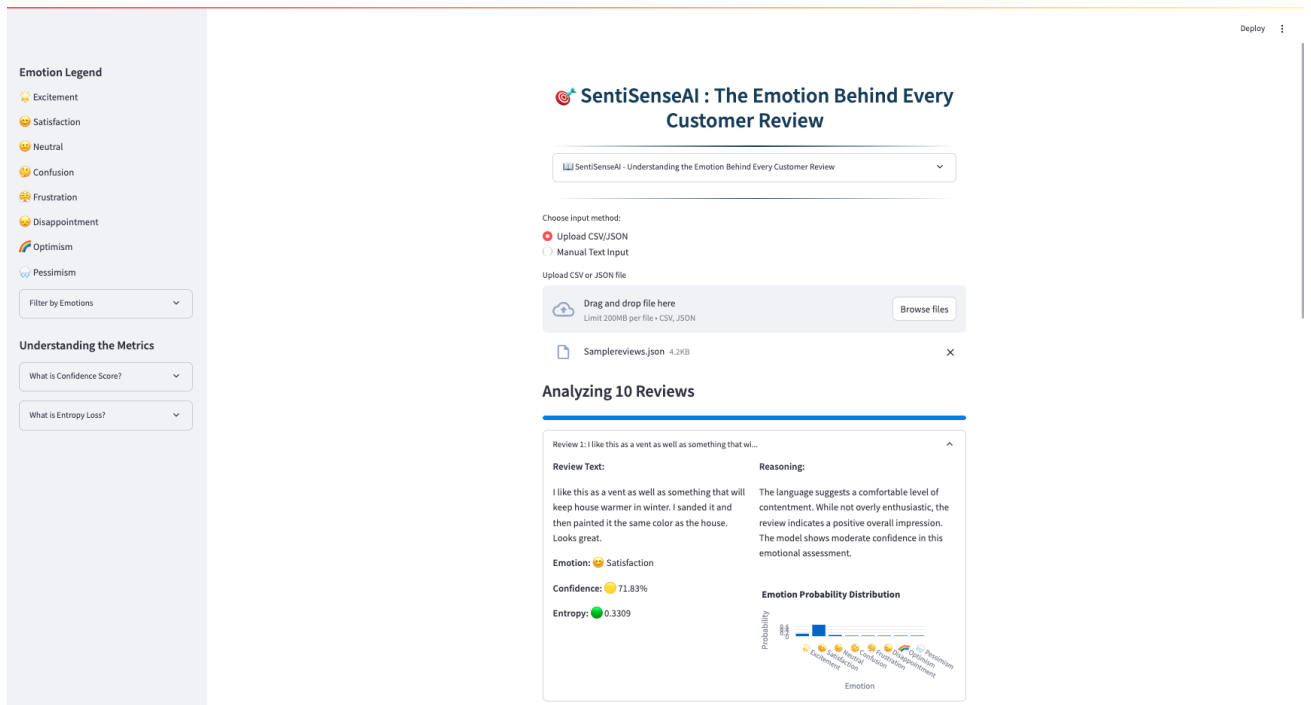 Deploy
Emotion Legend
🌟 Excitement
😊 Satisfaction
😐 Neutral
🤔 Confusion
😤 Frustration
😞 Disappointment
🌈 Optimism
🌧️ Pessimism
Filter by Emotions
Understanding the Metrics
What is Confidence Score?
What is Entropy Loss?
🎯 SentiSenseAI : The Emotion Behind Every
Customer Review
📖 SentiSenseAI - Understanding the Emotion Behind Every Customer Review
Choose input method:
Upload CSV/JSON
Manual Text Input
Upload CSV or JSON file
Drag and drop file here
Limit 200MB per file • CSV, JSON
Browse files
Samplereviews.json 4.2KB
Analyzing 10 Reviews
Review 1: I like this as a vent as well as something that wi...
Review Text:
I like this as a vent as well as something that will
keep house warmer in winter. I sanded it and
then painted it the same color as the house.
Looks great.
Emotion: 😊 Satisfaction
Confidence: 🟡 71.83%
Entropy: 🟢 0.3309
Reasoning:
The language suggests a comfortable level of
contentment. While not overly enthusiastic, the
review indicates a positive overall impression.
The model shows moderate confidence in this
emotional assessment.
Emotion Probability Distribution
Probability
0
Excitement
Satisfaction
Neutral
Confusion
Frustration
Disappointment
Optimism
Pessimism
Emotion